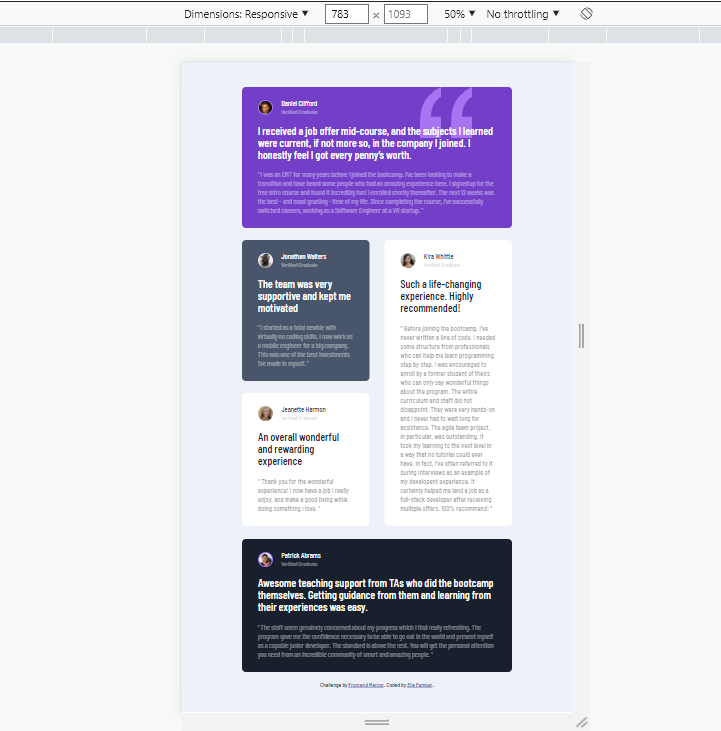 Dimensions: Responsive ▼ 783 × 1093 50% ▼ No throttling ▼
Daniel Clifford
Verified Graduate
I received a job offer mid-course, and the subjects I learned
were current, if not more so, in the company I joined. I
honestly feel I got every penny's worth.
" I was an EMT for many years before I joined the bootcamp. I've been looking to make a
transition and have heard some people who had an amazing experience here. I signed up for the
free intro course and found it incredibly fun! I enrolled shortly thereafter. The next 12 weeks was
the best - and most grueling - time of my life. Since completing the course, I've successfully
switched careers, working as a Software Engineer at a VR startup. "
Jonathan Walters
Verified Graduate
The team was very
supportive and kept me
motivated
" I started as a total newbie with
virtually no coding skills. I now work as
a mobile engineer for a big company.
This was one of the best investments
I've made in myself. "
Jeanette Harmon
Verified Graduate
An overall wonderful
and rewarding
experience
" Thank you for the wonderful
experience! I now have a job I really
enjoy, and make a good living while
doing something I love. "
Kira Whittle
Verified Graduate
Such a life-changing
experience. Highly
recommended!
" Before joining the bootcamp, I've
never written a line of code. I needed
some structure from professionals
who can help me learn programming
step by step. I was encouraged to
enroll by a former student of theirs
who can only say wonderful things
about the program. The entire
curriculum and staff did not
disappoint. They were very hands-on
and I never had to wait long for
assistance. The agile team project,
in particular, was outstanding. It
took my learning to the next level in
a way that no tutorial could ever
have. In fact, I've often referred to it
during interviews as an example of
my developent experience. It
certainly helped me land a job as a
full-stack developer after receiving
multiple offers. 100% recommend! "
Patrick Abrams
Verified Graduate
Awesome teaching support from TAs who did the bootcamp
themselves. Getting guidance from them and learning from
their experiences was easy.
" The staff seem genuinely concerned about my progress which I find really refreshing. The
program gave me the confidence necessary to be able to go out in the world and present myself
as a capable junior developer. The standard is above the rest. You will get the personal attention
you need from an incredible community of smart and amazing people. "
Challenge by Frontend Mentor. Coded by